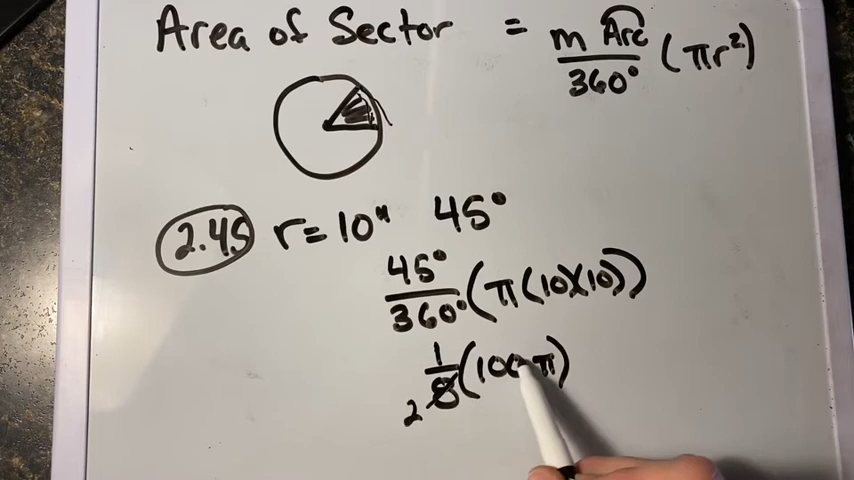 Area of Sector = m Arc/360° (πr²)
2.45 r=10" 45°
45°/360° (π(10)(10))
1/8 (100π)
2